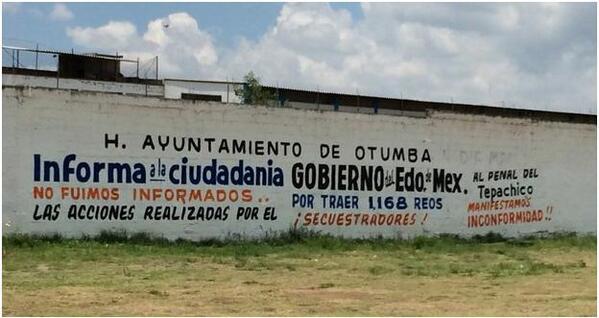 H. AYUNTAMIENTO DE OTUMBA
Informa a la ciudadania
NO FUIMOS INFORMADOS..
LAS ACCIONES REALIZADAS POR EL
GOBIERNO del Edo. de Mex.
POR TRAER 1,168 REOS
¡SECUESTRADORES!
AL PENAL DEL
Tepachico
MANIFESTAMOS
INCONFORMIDAD!!